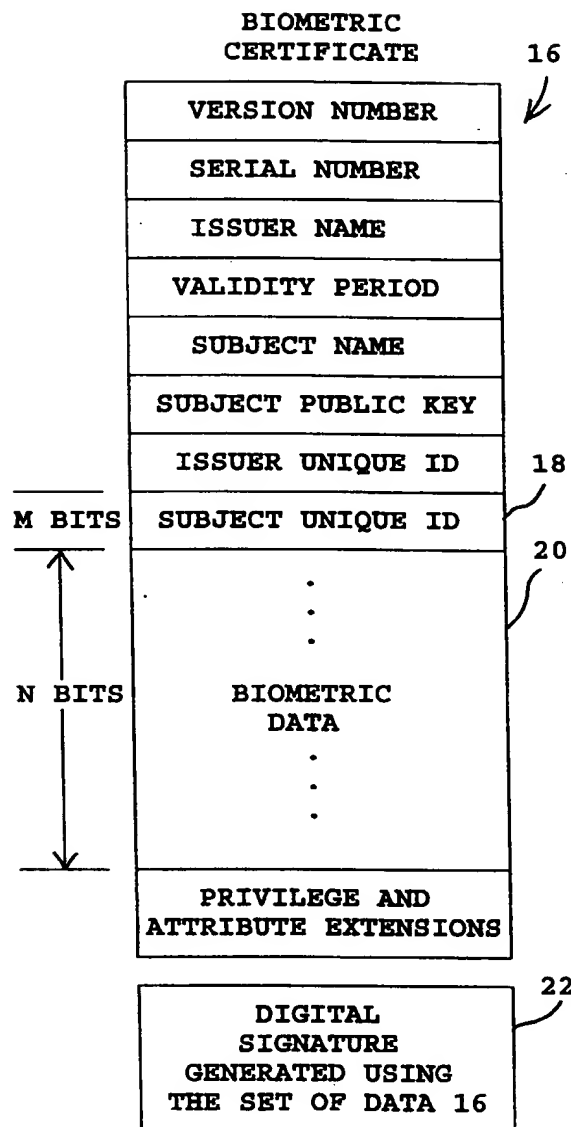 BIOMETRIC
CERTIFICATE
16
VERSION NUMBER
SERIAL NUMBER
ISSUER NAME
VALIDITY PERIOD
SUBJECT NAME
SUBJECT PUBLIC KEY
ISSUER UNIQUE ID
18
M BITS
SUBJECT UNIQUE ID
20
N BITS
BIOMETRIC
DATA
PRIVILEGE AND
ATTRIBUTE EXTENSIONS
22
DIGITAL
SIGNATURE
GENERATED USING
THE SET OF DATA 16